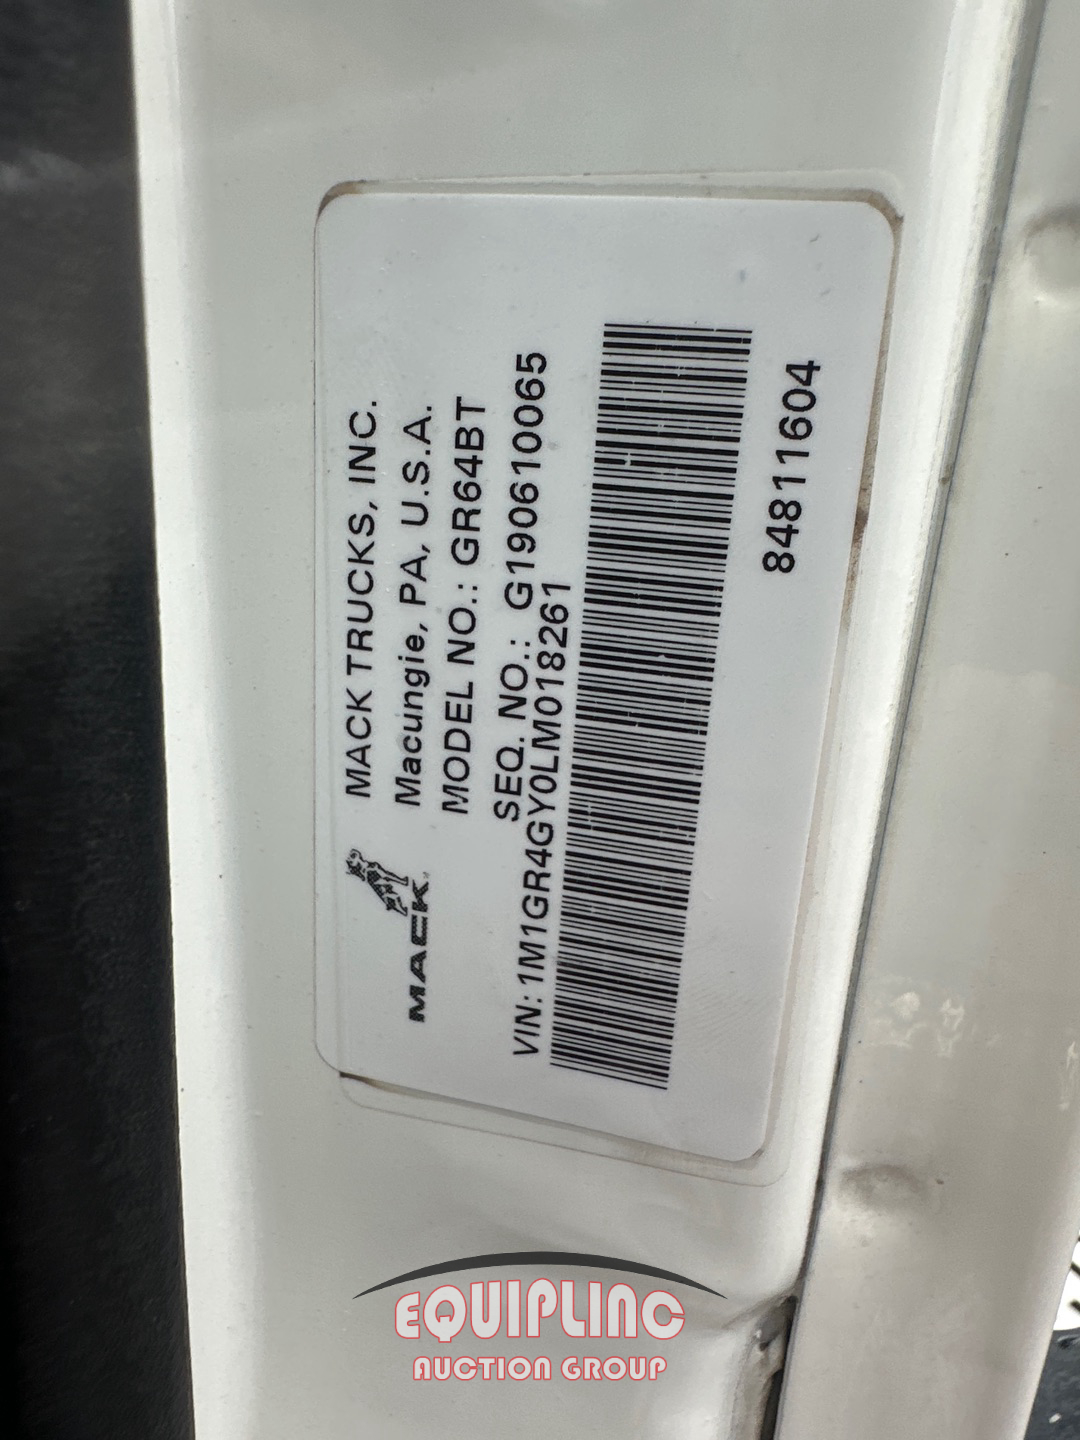 MACK TRUCKS, INC.
Macungie, PA, U.S.A.
MODEL NO.: GR64BT
SEQ. NO.: G190610065
MACK
VIN: 1M1GR4GY0LM018261
84811604
EQUIPLINC
AUCTION GROUP